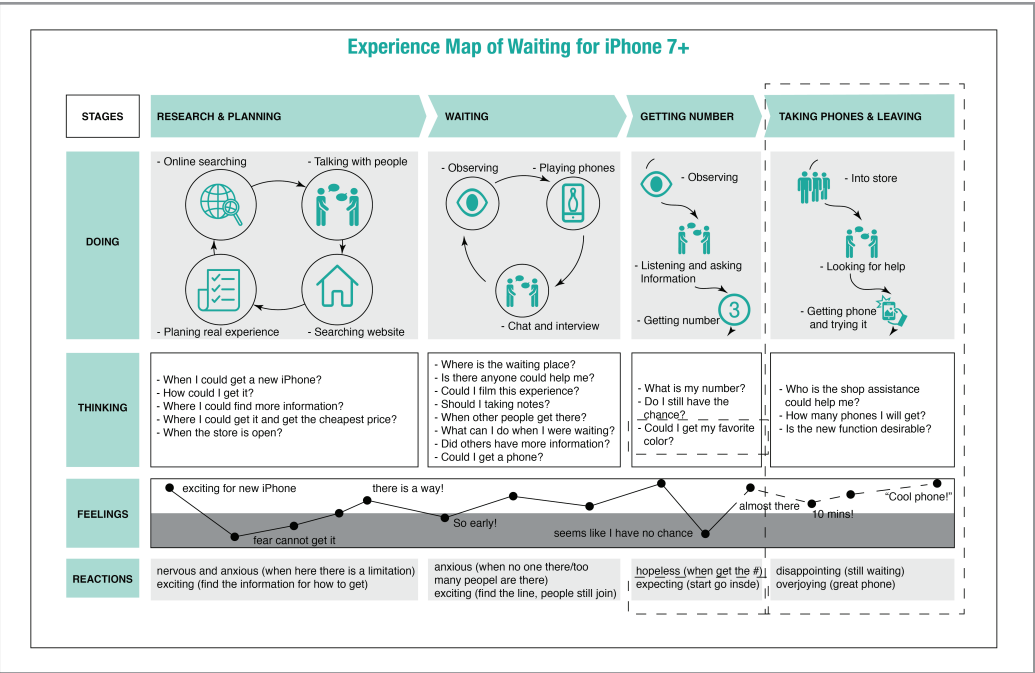 Experience Map of Waiting for iPhone 7+
STAGES
RESEARCH & PLANNING
WAITING
GETTING NUMBER
TAKING PHONES & LEAVING
DOING
- Online searching
- Talking with people
- Planing real experience
- Searching website
- Observing
- Playing phones
- Chat and interview
- Observing
- Listening and asking
Information
- Getting number
3
- Into store
- Looking for help
- Getting phone
and trying it
THINKING
- When I could get a new iPhone?
- How could I get it?
- Where I could find more information?
- Where I could get it and get the cheapest price?
- When the store is open?
- Where is the waiting place?
- Is there anyone could help me?
- Could I film this experience?
- Should I taking notes?
- When other people get there?
- What can I do when I were waiting?
- Did others have more information?
- Could I get a phone?
- What is my number?
- Do I still have the
chance?
- Could I get my favorite
color?
- Who is the shop assistance
could help me?
- How many phones I will get?
- Is the new function desirable?
FEELINGS
exciting for new iPhone
fear cannot get it
there is a way!
So early!
seems like I have no chance
almost there
10 mins!
“Cool phone!”
REACTIONS
nervous and anxious (when here there is a limitation)
exciting (find the information for how to get)
anxious (when no one there/too
many peopel are there)
exciting (find the line, people still join)
hopeless (when get the #)
expecting (start go inside)
disappointing (still waiting)
overjoying (great phone)